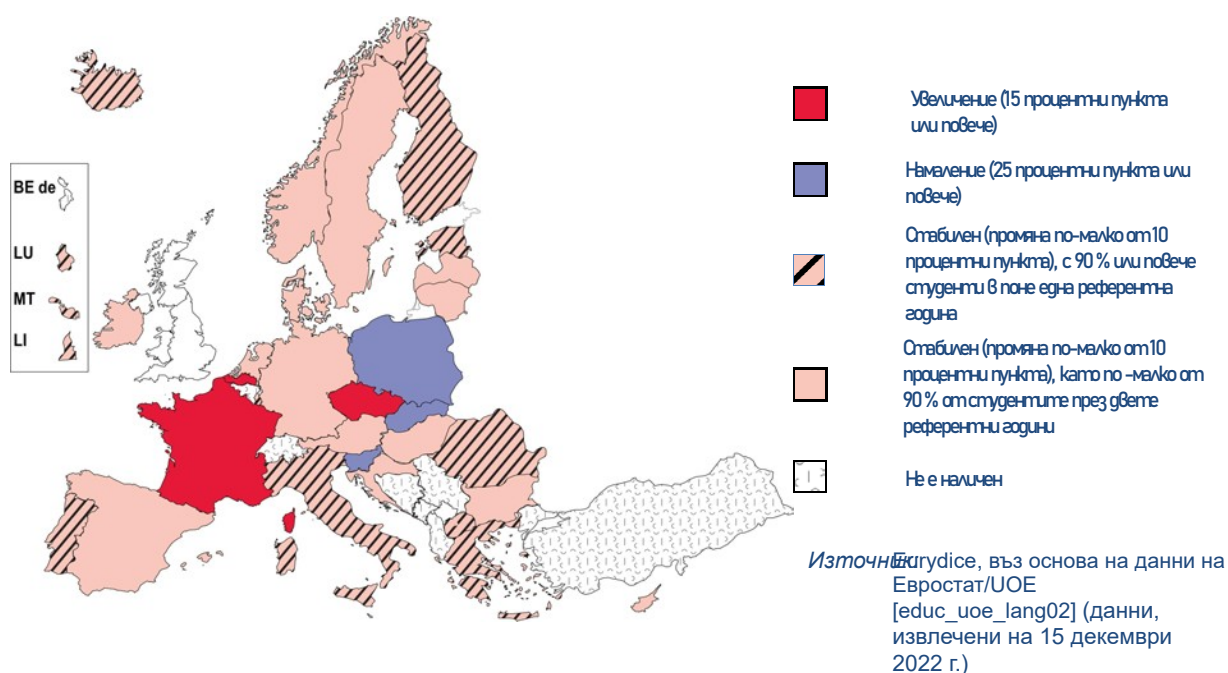 BE de
LU
MT
LI
Увеличение (15 процентни пункта
или повече)
Намаление (25 процентни пункта или
повече)
Стабилен (промяна по-малко от 10
процентни пункта), с 90 % или повече
студенти в поне една референтна
година
Стабилен (промяна по-малко от 10
процентни пункта), като по -малко от
90 % от студентите през двете
референтни години
Не е наличен
Източник: Eurydice, въз основа на данни на
Евростат/UOE
[educ_uoe_lang02] (данни,
извлечени на 15 декември
2022 г.)